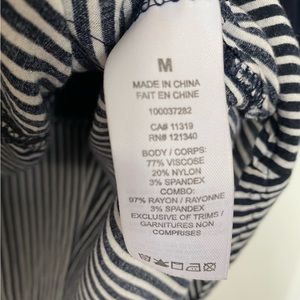 M
MADE IN CHINA
FAIT EN CHINE
100037282
CA# 11319
RN# 121340
BODY / CORPS:
77% VISCOSE
20% NYLON
3% SPANDEX
COMBO:
97% RAYON / RAYONNE
3% SPANDEX
EXCLUSIVE OF TRIMS /
GARNITURES NON
COMPRISES